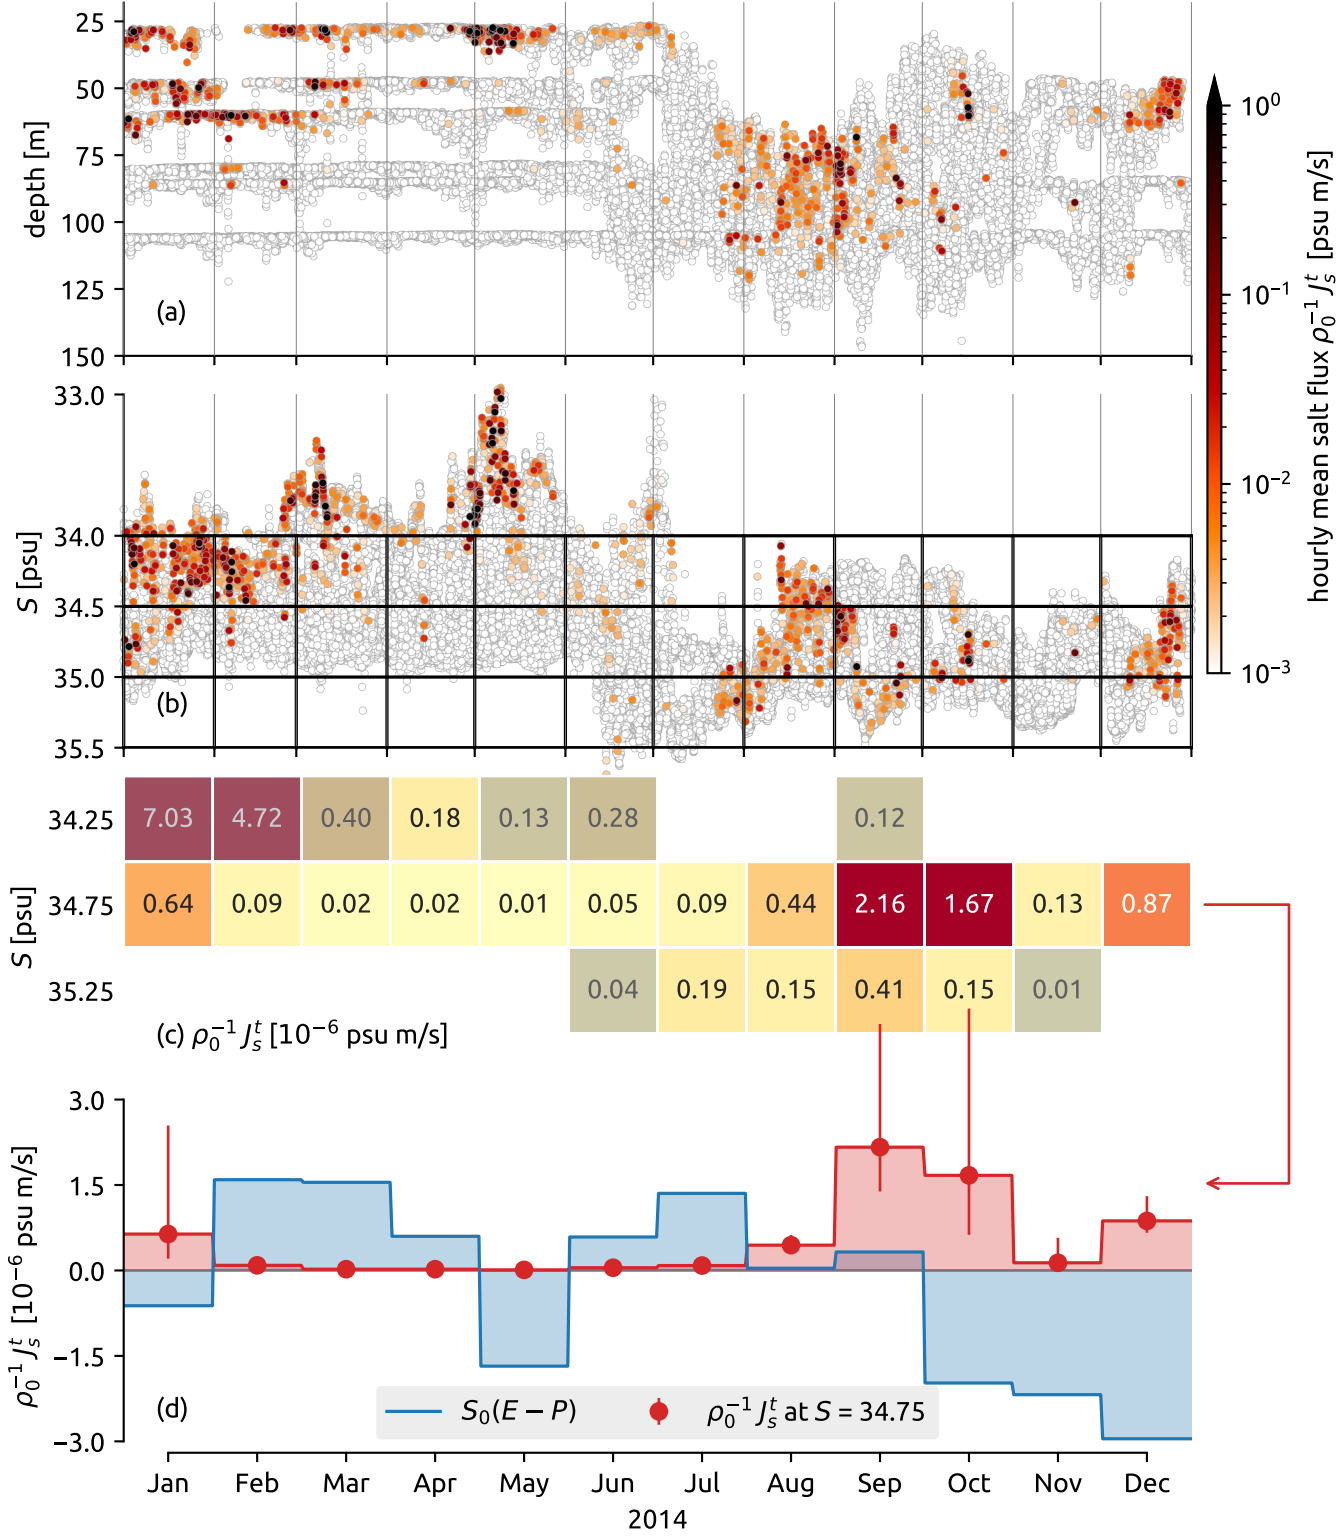 25
50
75
100
125
150
depth [m]
(a)
10⁰
10⁻¹
10⁻²
10⁻³
hourly mean salt flux ρ₀⁻¹ Jₛᵗ [psu m/s]
33.0
34.0
34.5
35.0
35.5
S [psu]
(b)
34.25
34.75
35.25
S [psu]
7.03 4.72 0.40 0.18 0.13 0.28 0.12
0.64 0.09 0.02 0.02 0.01 0.05 0.09 0.44 2.16 1.67 0.13 0.87
0.04 0.19 0.15 0.41 0.15 0.01
(c) ρ₀⁻¹ Jₛᵗ [10⁻⁶ psu m/s]
3.0
1.5
0.0
−1.5
−3.0
ρ₀⁻¹ Jₛᵗ [10⁻⁶ psu m/s]
(d)
S₀(E − P)
ρ₀⁻¹ Jₛᵗ at S = 34.75
Jan Feb Mar Apr May Jun Jul Aug Sep Oct Nov Dec
2014